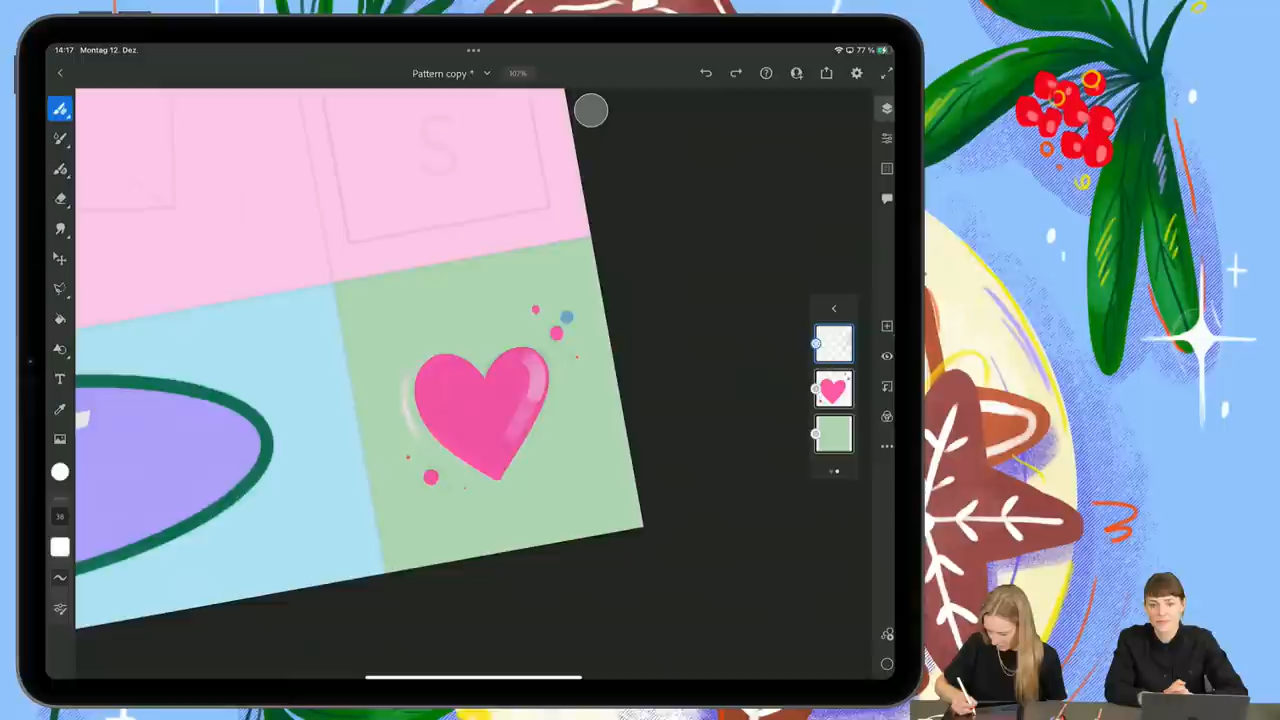 14:17 Montag 12. Dez.
77 %
Pattern copy * 107%
S
T
38